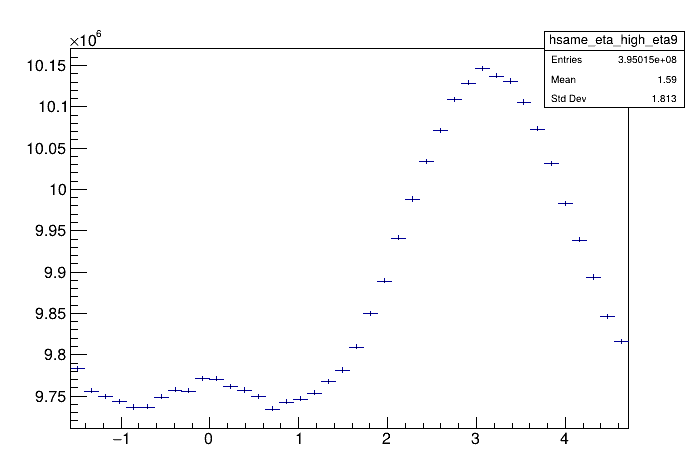 ×10⁶
hsame_eta_high_eta9
Entries 3.95015e+08
Mean 1.59
Std Dev 1.813
10.15
10.1
10.05
10
9.95
9.9
9.85
9.8
9.75
−1 0 1 2 3 4